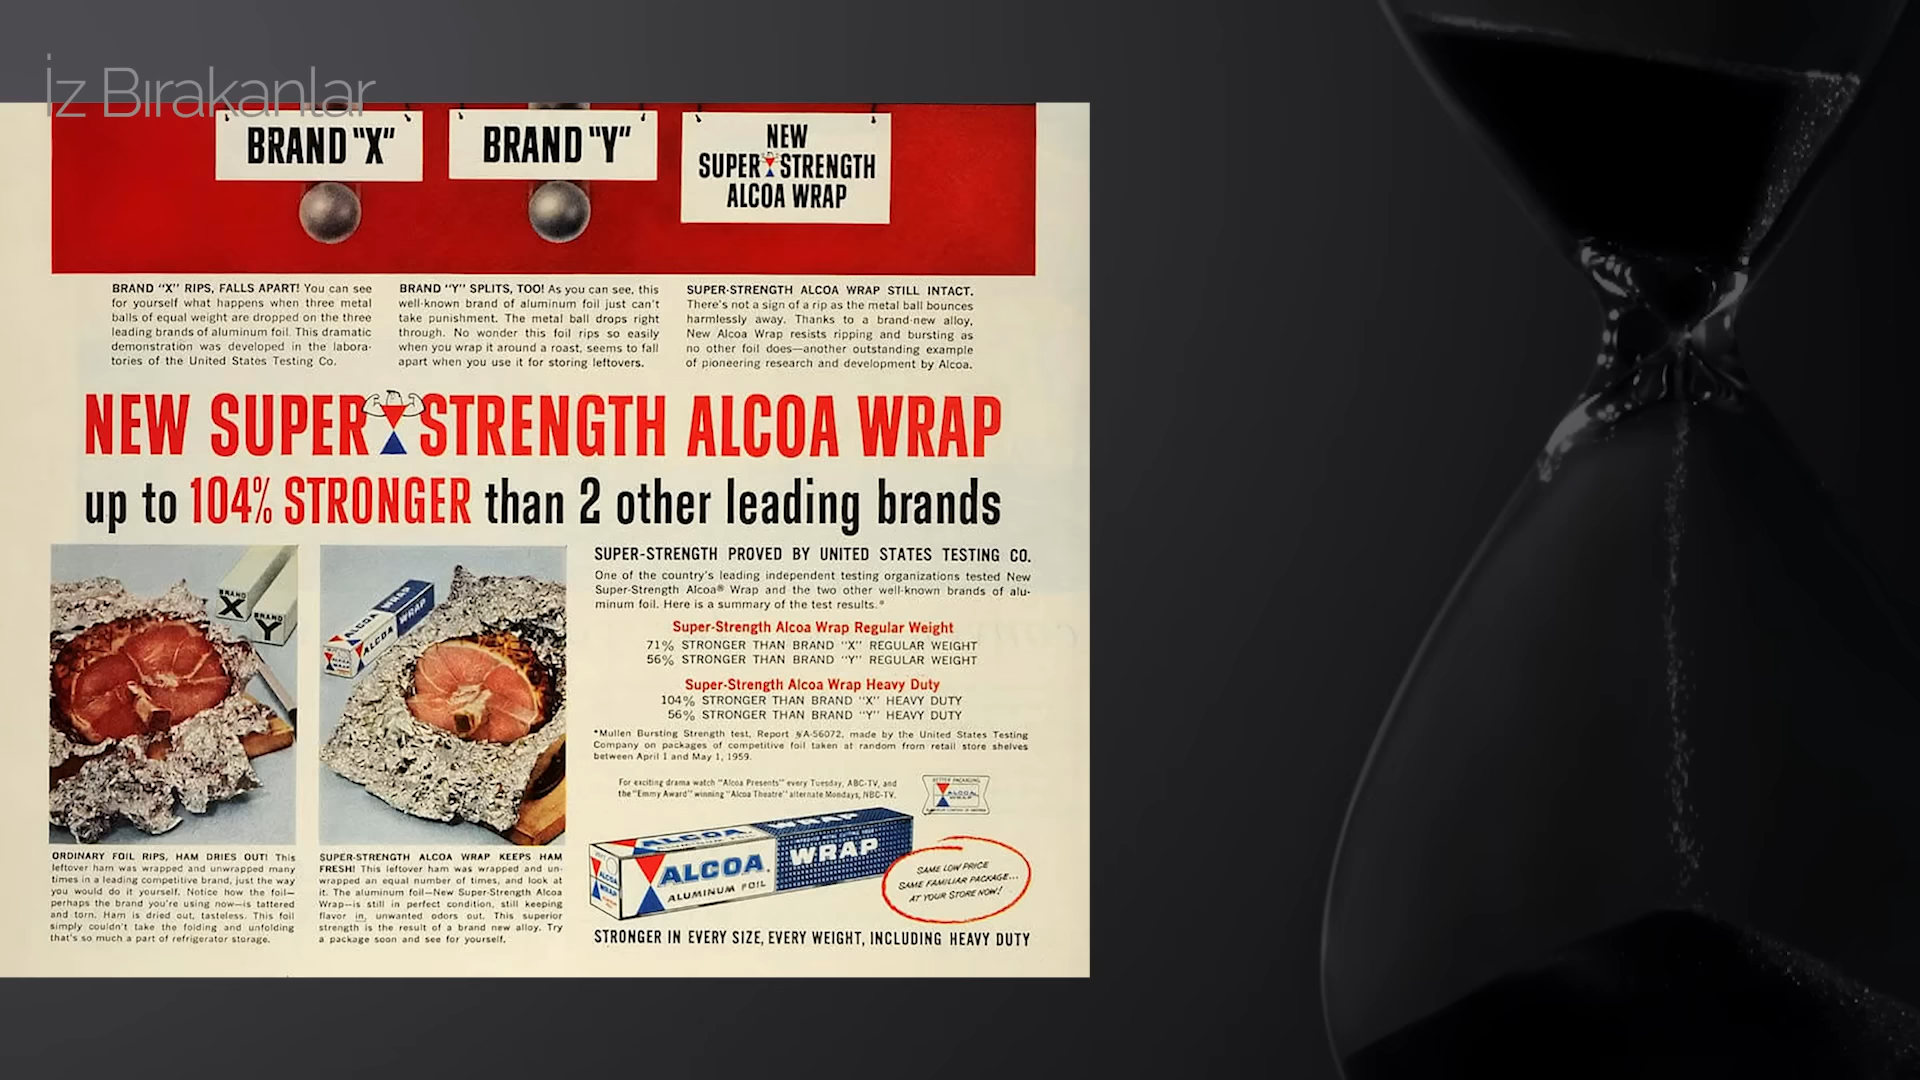 İz Bırakanlar
BRAND "X"
BRAND "Y"
NEW
SUPER STRENGTH
ALCOA WRAP
BRAND "X" RIPS, FALLS APART! You can see
for yourself what happens when three metal
balls of equal weight are dropped on the three
leading brands of aluminum foil. This dramatic
demonstration was developed in the labora-
tories of the United States Testing Co.
BRAND "Y" SPLITS, TOO! As you can see, this
well-known brand of aluminum foil just can't
take punishment. The metal ball drops right
through. No wonder this foil rips so easily
when you wrap it around a roast, seems to fall
apart when you use it for storing leftovers.
SUPER-STRENGTH ALCOA WRAP STILL INTACT.
There's not a sign of a rip as the metal ball bounces
harmlessly away. Thanks to a brand-new alloy,
New Alcoa Wrap resists ripping and bursting as
no other foil does—another outstanding example
of pioneering research and development by Alcoa.
NEW SUPER STRENGTH ALCOA WRAP
up to 104% STRONGER than 2 other leading brands
BRAND
X
BRAND
Y
ALCOA WRAP
ALCOA WRAP
ORDINARY FOIL RIPS, HAM DRIES OUT! This
leftover ham was wrapped and unwrapped many
times in a leading competitive brand, just the way
you would do it yourself. Notice how the foil—
perhaps the brand you're using now—is tattered
and torn. Ham is dried out, tasteless. This foil
simply couldn't take the folding and unfolding
that's so much a part of refrigerator storage.
SUPER-STRENGTH ALCOA WRAP KEEPS HAM
FRESH! This leftover ham was wrapped and un-
wrapped an equal number of times, and look at
it. The aluminum foil—New Super-Strength Alcoa
Wrap—is still in perfect condition, still keeping
flavor in, unwanted odors out. This superior
strength is the result of a brand new alloy. Try
a package soon and see for yourself.
SUPER-STRENGTH PROVED BY UNITED STATES TESTING CO.
One of the country's leading independent testing organizations tested New
Super-Strength Alcoa® Wrap and the two other well-known brands of alu-
minum foil. Here is a summary of the test results.*
Super-Strength Alcoa Wrap Regular Weight
71% STRONGER THAN BRAND "X" REGULAR WEIGHT
56% STRONGER THAN BRAND "Y" REGULAR WEIGHT
Super-Strength Alcoa Wrap Heavy Duty
104% STRONGER THAN BRAND "X" HEAVY DUTY
56% STRONGER THAN BRAND "Y" HEAVY DUTY
*Mullen Bursting Strength test, Report #A-56072, made by the United States Testing
Company on packages of competitive foil taken at random from retail store shelves
between April 1 and May 1, 1959.
For exciting drama watch "Alcoa Presents" every Tuesday, ABC-TV, and
the "Emmy Award" winning "Alcoa Theatre" alternate Mondays, NBC-TV.
ALCOA WRAP
ALCOA WRAP
ALUMINUM FOIL
SAME LOW PRICE
SAME FAMILIAR PACKAGE...
AT YOUR STORE NOW!
STRONGER IN EVERY SIZE, EVERY WEIGHT, INCLUDING HEAVY DUTY